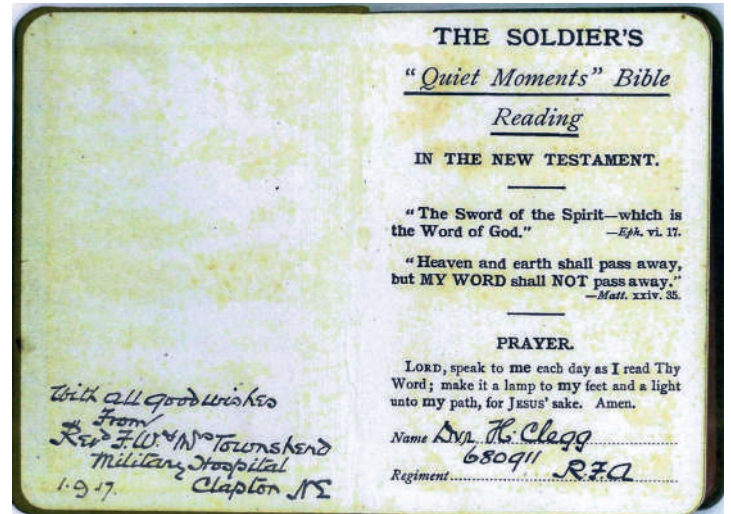 With all good wishes
From
Revd F.W. & Mrs Townshend
Military Hospital
1.9.17. Clapton NE
THE SOLDIER'S
"Quiet Moments" Bible
Reading
IN THE NEW TESTAMENT.
"The Sword of the Spirit—which is
the Word of God." —Eph. vi. 17.
"Heaven and earth shall pass away,
but MY WORD shall NOT pass away."
—Matt. xxiv. 35.
PRAYER.
LORD, speak to me each day as I read Thy
Word; make it a lamp to my feet and a light
unto my path, for JESUS' sake. Amen.
Name Dvr. H. Clegg
680911
Regiment R.F.A